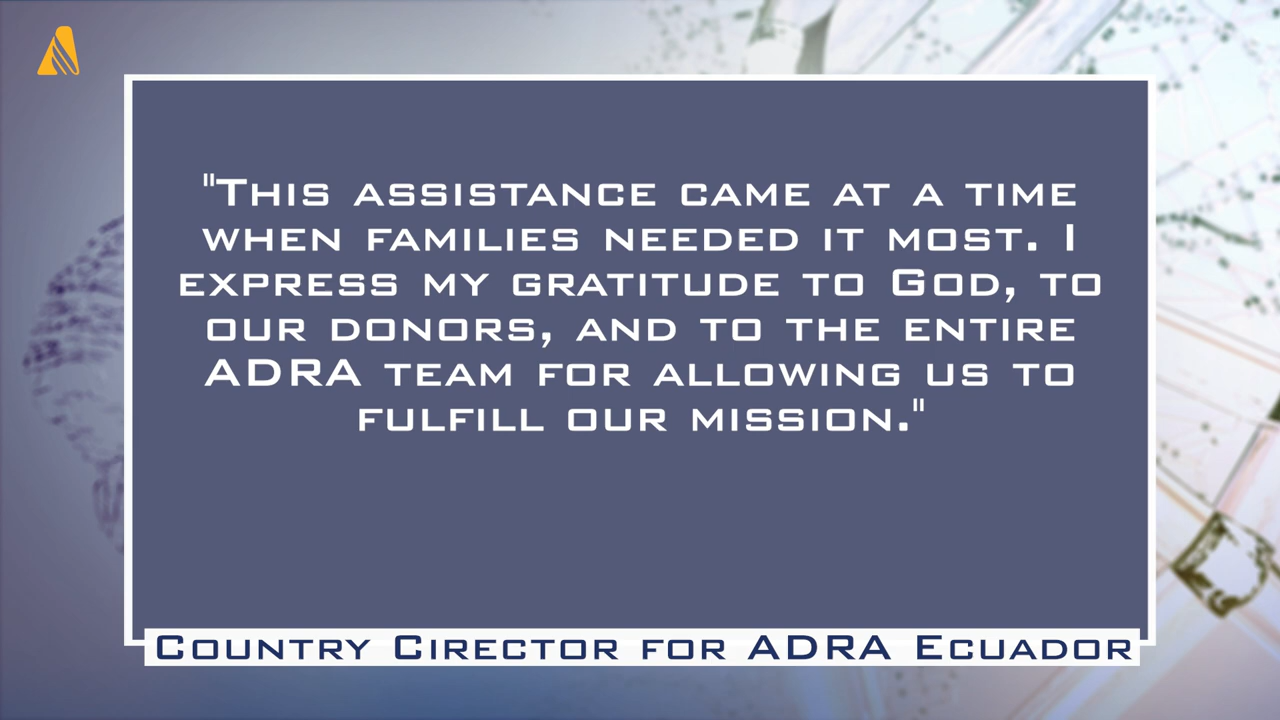 "This assistance came at a time
when families needed it most. I
express my gratitude to God, to
our donors, and to the entire
ADRA team for allowing us to
fulfill our mission."
Country Cirector for ADRA Ecuador